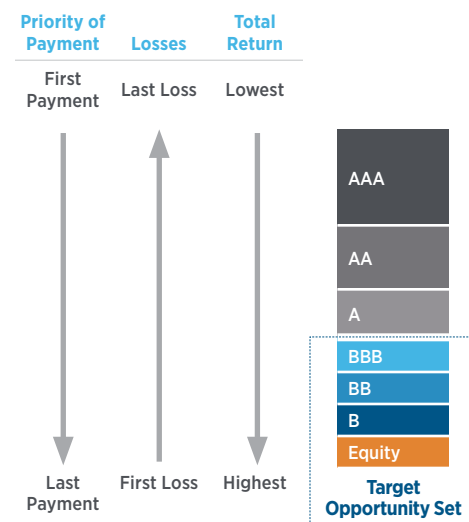 Priority of
Payment
Losses
Total
Return
First
Payment
Last Loss
Lowest
AAA
AA
A
BBB
BB
B
Equity
Last
Payment
First Loss
Highest
Target
Opportunity Set